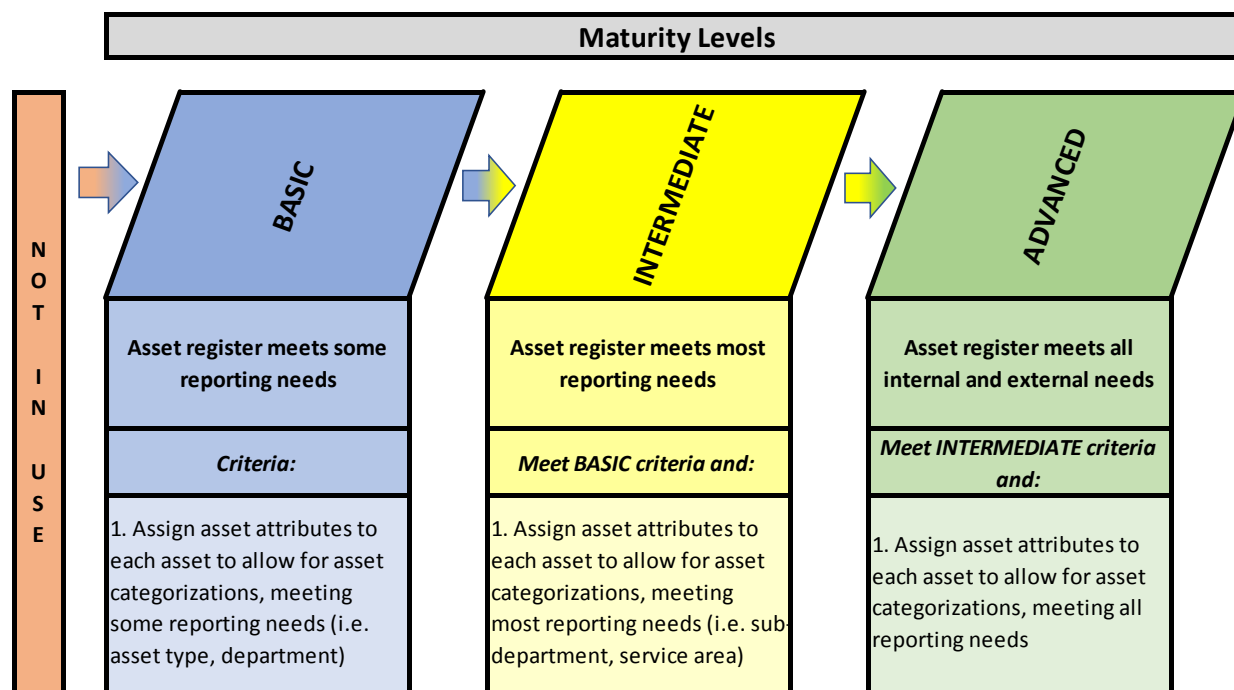 Maturity Levels
NOT IN USE
BASIC
INTERMEDIATE
ADVANCED
Asset register meets some
reporting needs
Asset register meets most
reporting needs
Asset register meets all
internal and external needs
Criteria:
Meet BASIC criteria and:
Meet INTERMEDIATE criteria
and:
1. Assign asset attributes to
each asset to allow for asset
categorizations, meeting
some reporting needs (i.e.
asset type, department)
1. Assign asset attributes to
each asset to allow for asset
categorizations, meeting
most reporting needs (i.e. sub-
department, service area)
1. Assign asset attributes to
each asset to allow for asset
categorizations, meeting all
reporting needs